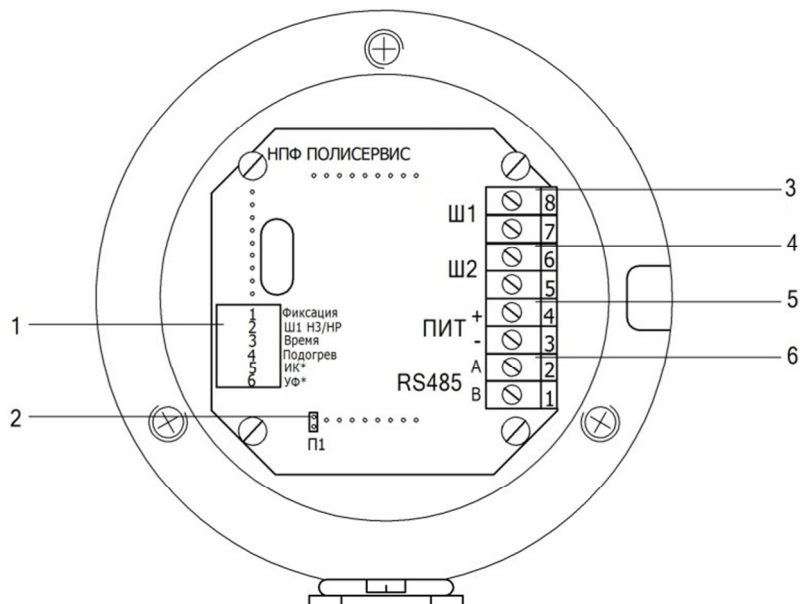 НПФ ПОЛИСЕРВИС
Ш1
8
7
3
Ш2
6
5
4
ПИТ
+
-
4
3
5
RS485
A
B
2
1
6
1
1 Фиксация
2 Ш1 НЗ/НР
3 Время
4 Подогрев
5 ИК*
6 УФ*
2
П1